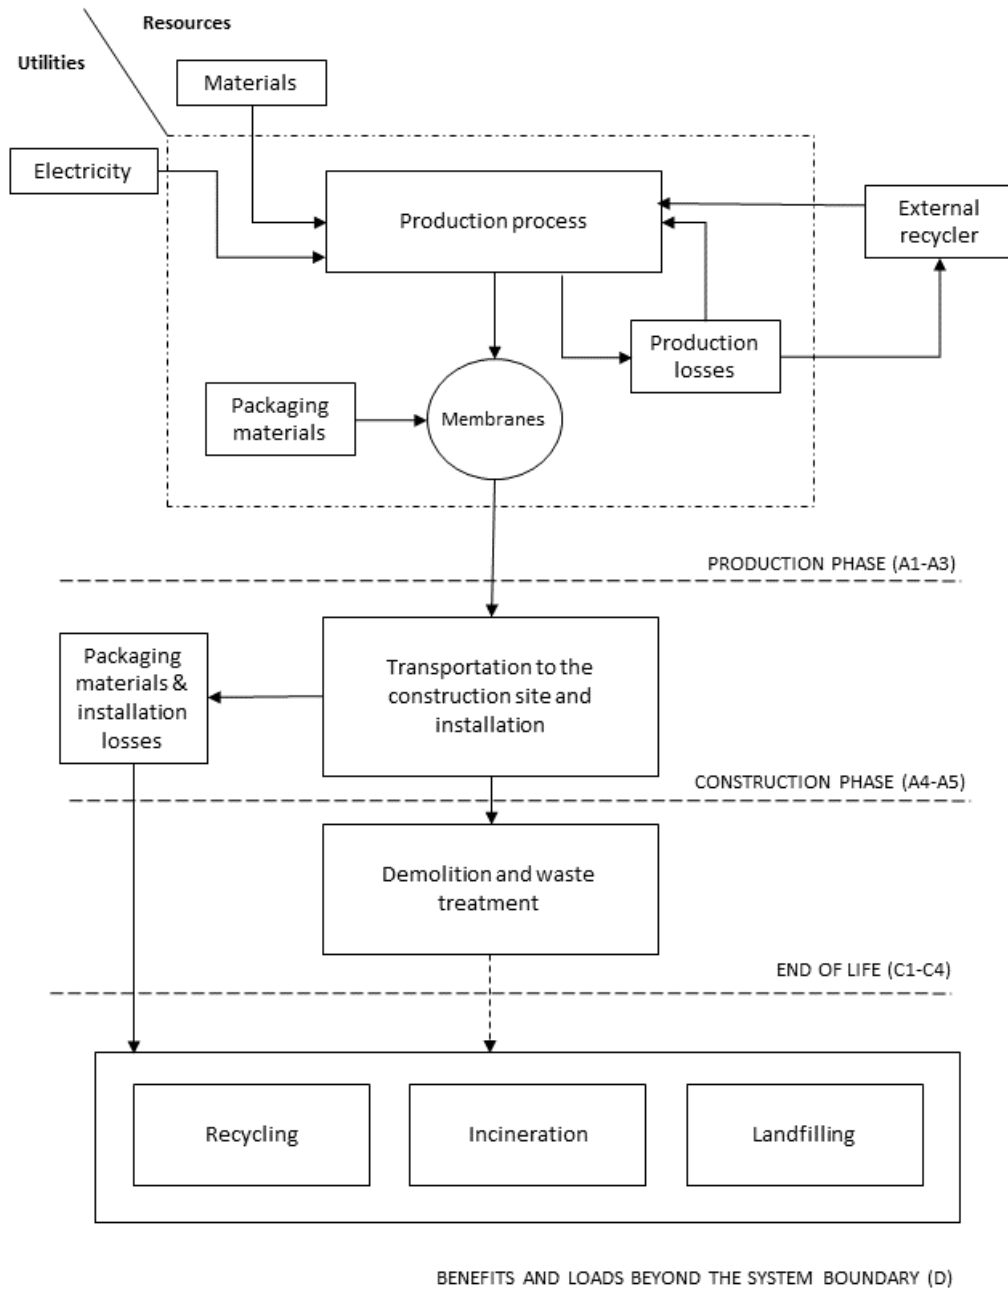 Resources
Utilities
Materials
Electricity
Production process
External
recycler
Production
losses
Packaging
materials
Membranes
PRODUCTION PHASE (A1-A3)
Packaging
materials &
installation
losses
Transportation to the
construction site and
installation
CONSTRUCTION PHASE (A4-A5)
Demolition and waste
treatment
END OF LIFE (C1-C4)
Recycling
Incineration
Landfilling
BENEFITS AND LOADS BEYOND THE SYSTEM BOUNDARY (D)